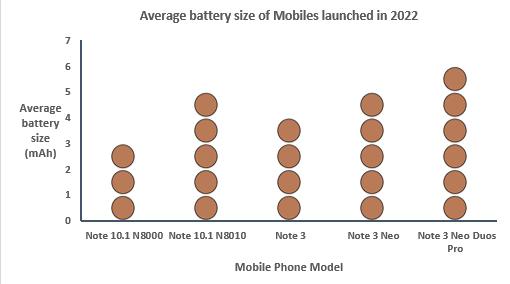 Average battery size of Mobiles launched in 2022
7
6
5
4
3
2
1
0
Average
battery
size
(mAh)
Note 10.1 N8000
Note 10.1 N8010
Note 3
Note 3 Neo
Note 3 Neo Duos
Pro
Mobile Phone Model